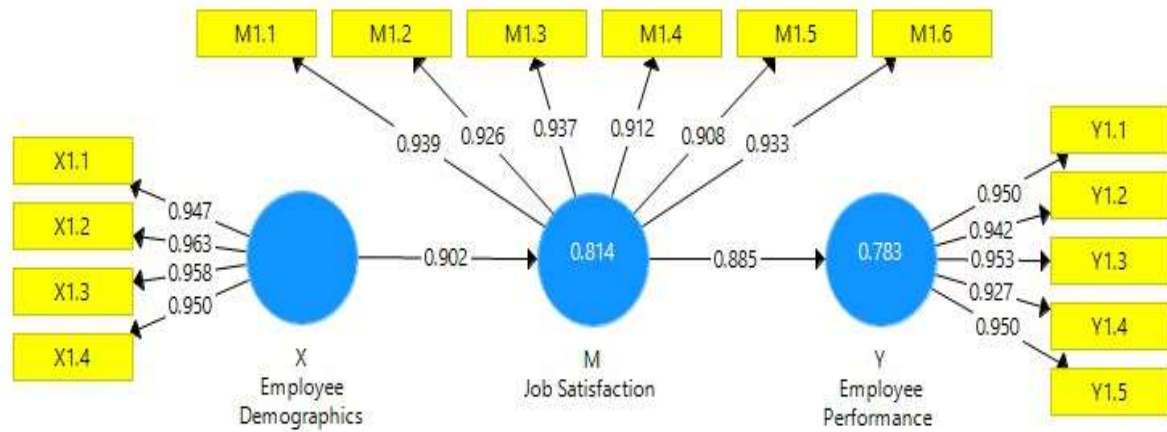 M1.1 M1.2 M1.3 M1.4 M1.5 M1.6
0.939 0.926 0.937 0.912 0.908 0.933
X1.1
X1.2
X1.3
X1.4
0.947
0.963
0.958
0.950
0.902
0.814
0.885
0.783
0.950
0.942
0.953
0.927
0.950
Y1.1
Y1.2
Y1.3
Y1.4
Y1.5
X
Employee
Demographics
M
Job Satisfaction
Y
Employee
Performance